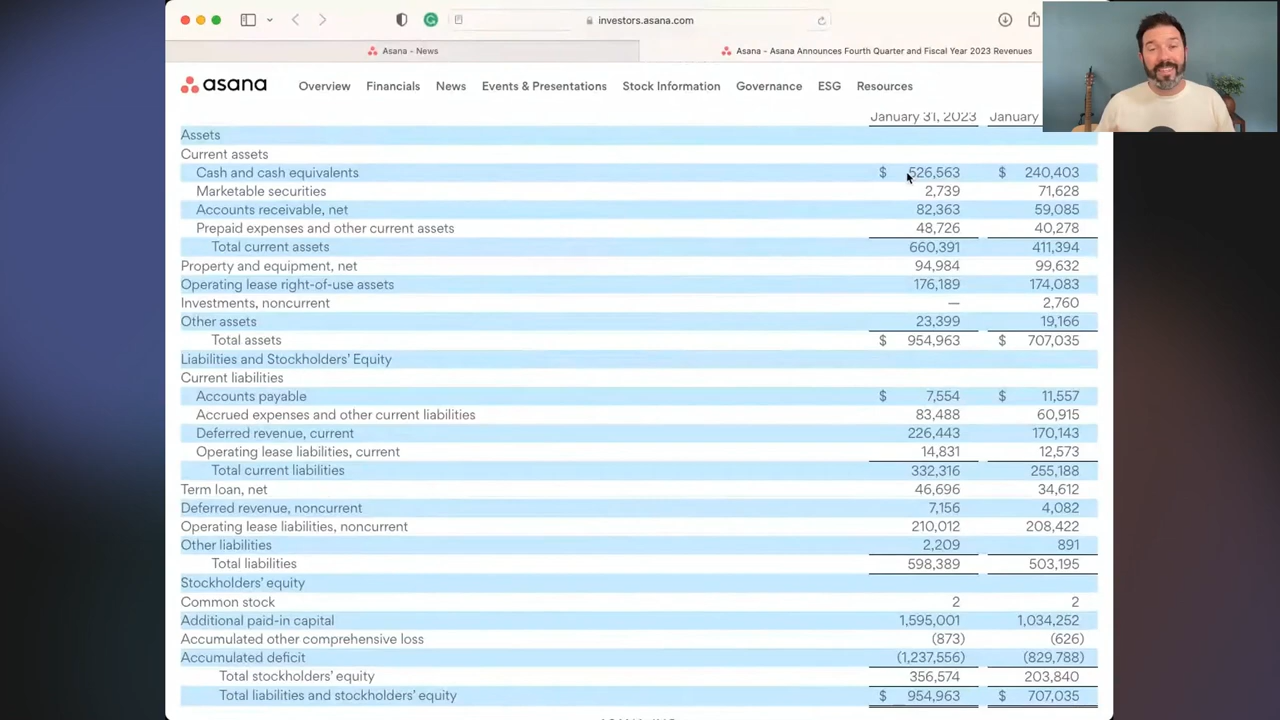 investors.asana.com
Asana - News
Asana - Asana Announces Fourth Quarter and Fiscal Year 2023 Revenues
asana Overview Financials News Events & Presentations Stock Information Governance ESG Resources
January 31, 2023 January
Assets
Current assets
Cash and cash equivalents $ 526,563 $ 240,403
Marketable securities 2,739 71,628
Accounts receivable, net 82,363 59,085
Prepaid expenses and other current assets 48,726 40,278
Total current assets 660,391 411,394
Property and equipment, net 94,984 99,632
Operating lease right-of-use assets 176,189 174,083
Investments, noncurrent — 2,760
Other assets 23,399 19,166
Total assets $ 954,963 $ 707,035
Liabilities and Stockholders' Equity
Current liabilities
Accounts payable $ 7,554 $ 11,557
Accrued expenses and other current liabilities 83,488 60,915
Deferred revenue, current 226,443 170,143
Operating lease liabilities, current 14,831 12,573
Total current liabilities 332,316 255,188
Term loan, net 46,696 34,612
Deferred revenue, noncurrent 7,156 4,082
Operating lease liabilities, noncurrent 210,012 208,422
Other liabilities 2,209 891
Total liabilities 598,389 503,195
Stockholders' equity
Common stock 2 2
Additional paid-in capital 1,595,001 1,034,252
Accumulated other comprehensive loss (873) (626)
Accumulated deficit (1,237,556) (829,788)
Total stockholders' equity 356,574 203,840
Total liabilities and stockholders' equity $ 954,963 $ 707,035